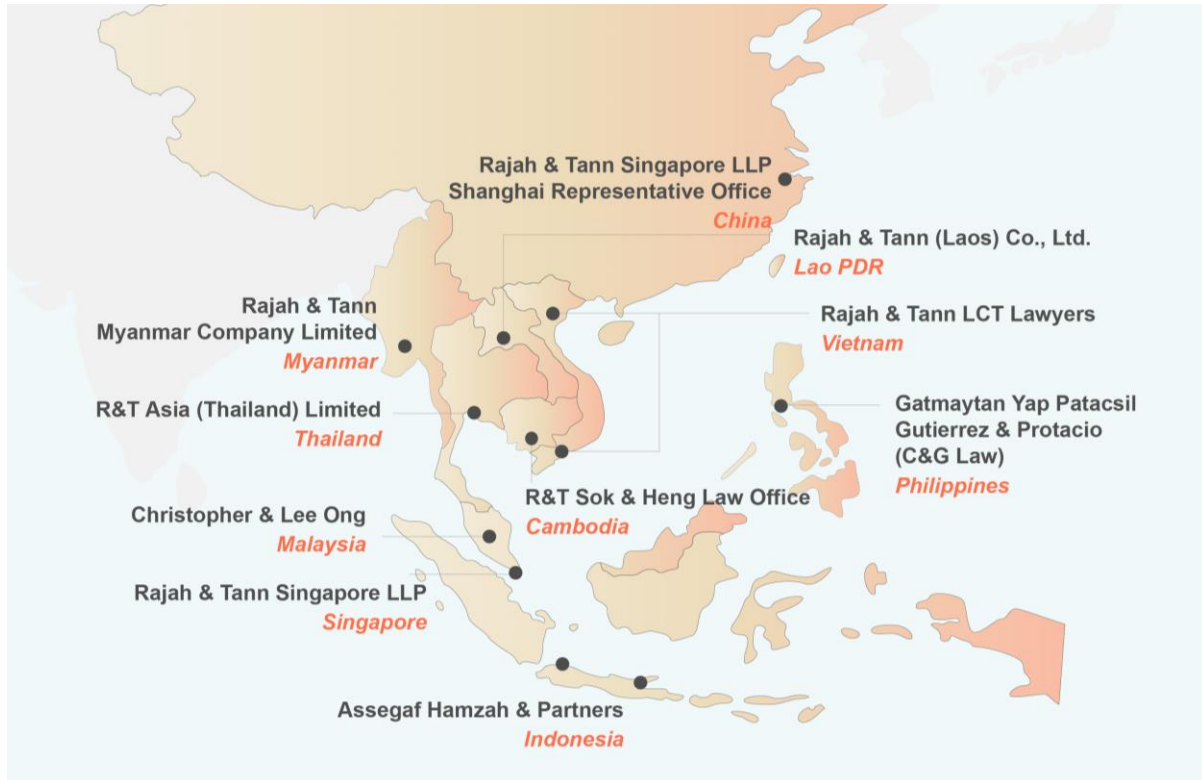 Rajah & Tann Singapore LLP
Shanghai Representative Office
China
Rajah & Tann (Laos) Co., Ltd.
Lao PDR
Rajah & Tann
Myanmar Company Limited
Myanmar
Rajah & Tann LCT Lawyers
Vietnam
R&T Asia (Thailand) Limited
Thailand
Gatmaytan Yap Patacsil
Gutierrez & Protacio
(C&G Law)
Philippines
R&T Sok & Heng Law Office
Cambodia
Christopher & Lee Ong
Malaysia
Rajah & Tann Singapore LLP
Singapore
Assegaf Hamzah & Partners
Indonesia